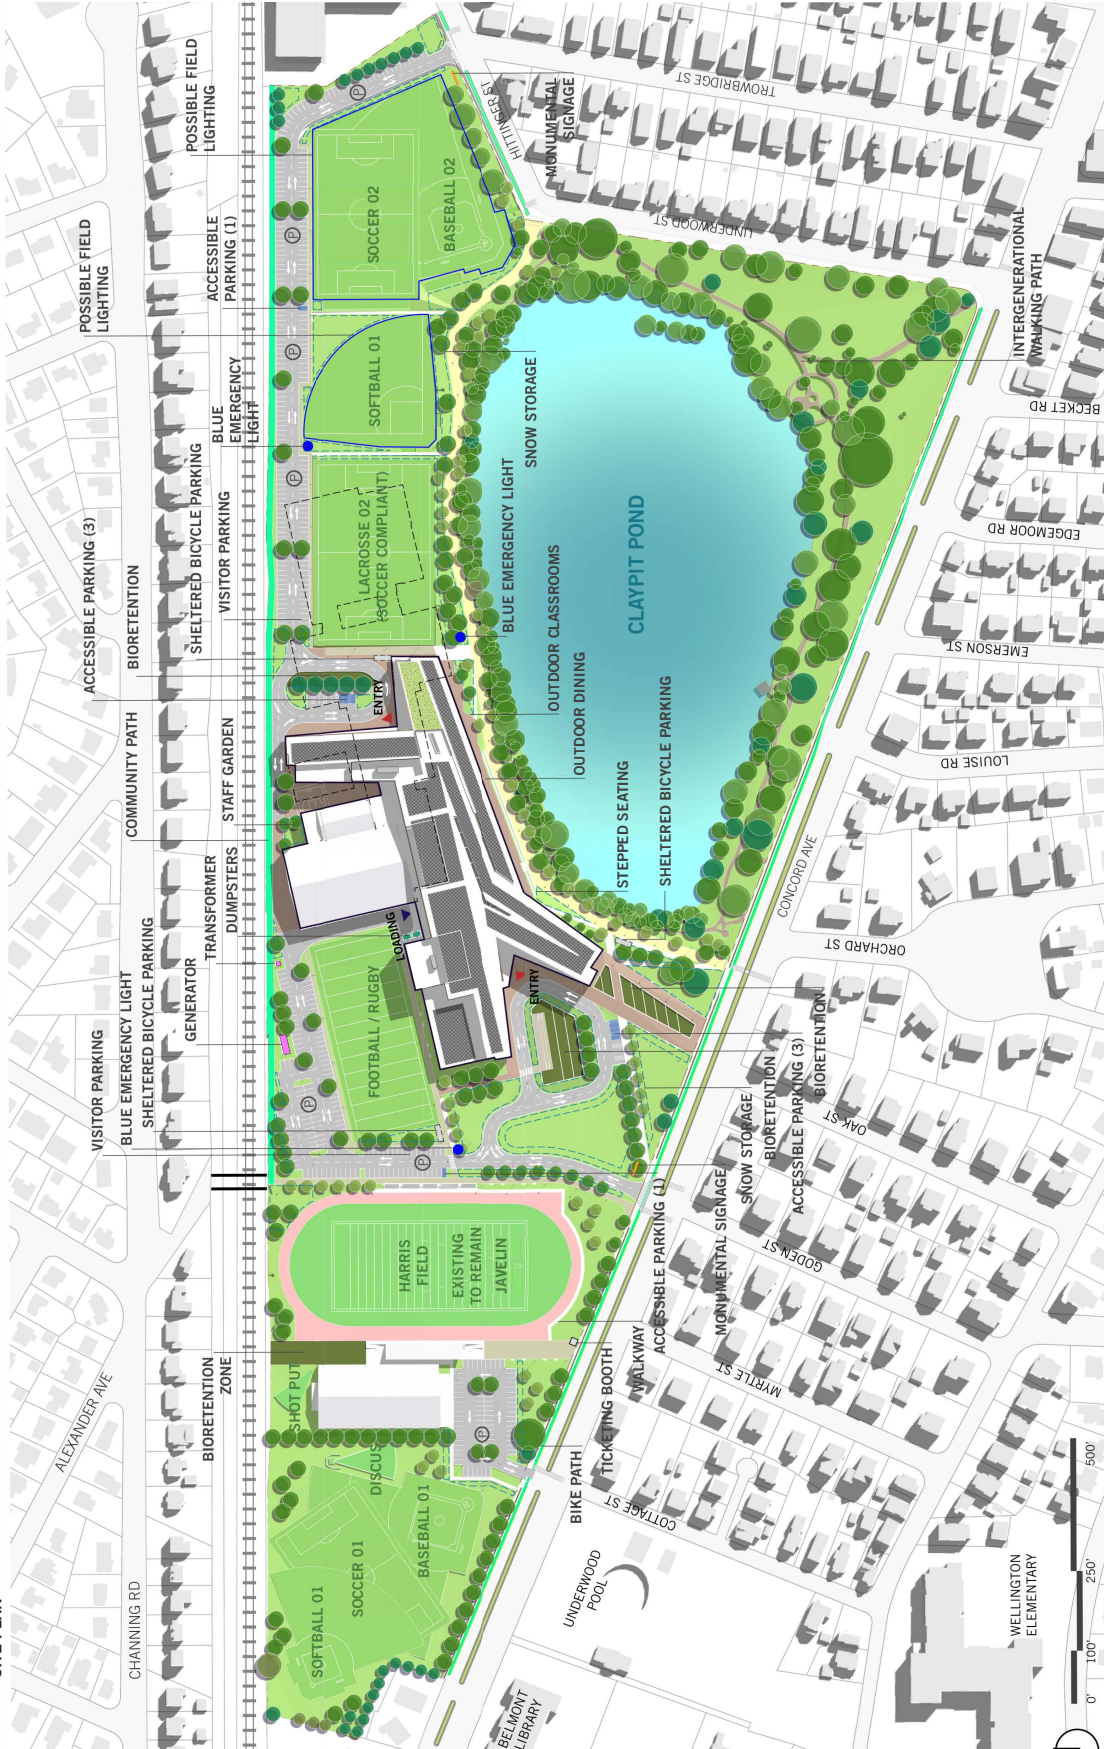 POSSIBLE FIELD
LIGHTING
POSSIBLE FIELD
LIGHTING
ACCESSIBLE
PARKING (1)
BLUE
EMERGENCY
LIGHT
VISITOR PARKING
SHELTERED BICYCLE PARKING
BIORETENTION
ACCESSIBLE PARKING (3)
COMMUNITY PATH
STAFF GARDEN
DUMPSTERS
TRANSFORMER
GENERATOR
SHELTERED BICYCLE PARKING
BLUE EMERGENCY LIGHT
VISITOR PARKING
BIORETENTION
ZONE
ALEXANDER AVE
CHANNING RD
SOFTBALL 01
SOCCER 01
BASEBALL 01
DISCUS
SHOT PUT
HARRIS
FIELD
EXISTING
TO REMAIN
JAVELIN
FOOTBALL / RUGBY
LOADING
ENTRY
ENTRY
LACROSSE 02
(SOCCER COMPLIANT)
SOFTBALL 01
SOCCER 02
BASEBALL 02
P
P
P
P
P
P
P
CLAYPIT POND
SNOW STORAGE
BLUE EMERGENCY LIGHT
OUTDOOR CLASSROOMS
OUTDOOR DINING
STEPPED SEATING
SHELTERED BICYCLE PARKING
MONUMENTAL
SIGNAGE
INTERGENERATIONAL
WALKING PATH
BIORETENTION
ACCESSIBLE PARKING (3)
BIORETENTION
SNOW STORAGE
MONUMENTAL SIGNAGE
ACCESSIBLE PARKING (1)
WALKWAY
TICKETING BOOTH
BIKE PATH
HITTINGER ST
TROWBRIDGE ST
UNDERWOOD ST
BECKET RD
EDGEMOOR RD
EMERSON ST
LOUISE RD
CONCORD AVE
ORCHARD ST
OAK ST
GODEN ST
MYRTLE ST
COTTAGE ST
UNDERWOOD
POOL
BELMONT
LIBRARY
WELLINGTON
ELEMENTARY
0' 100' 250' 500'